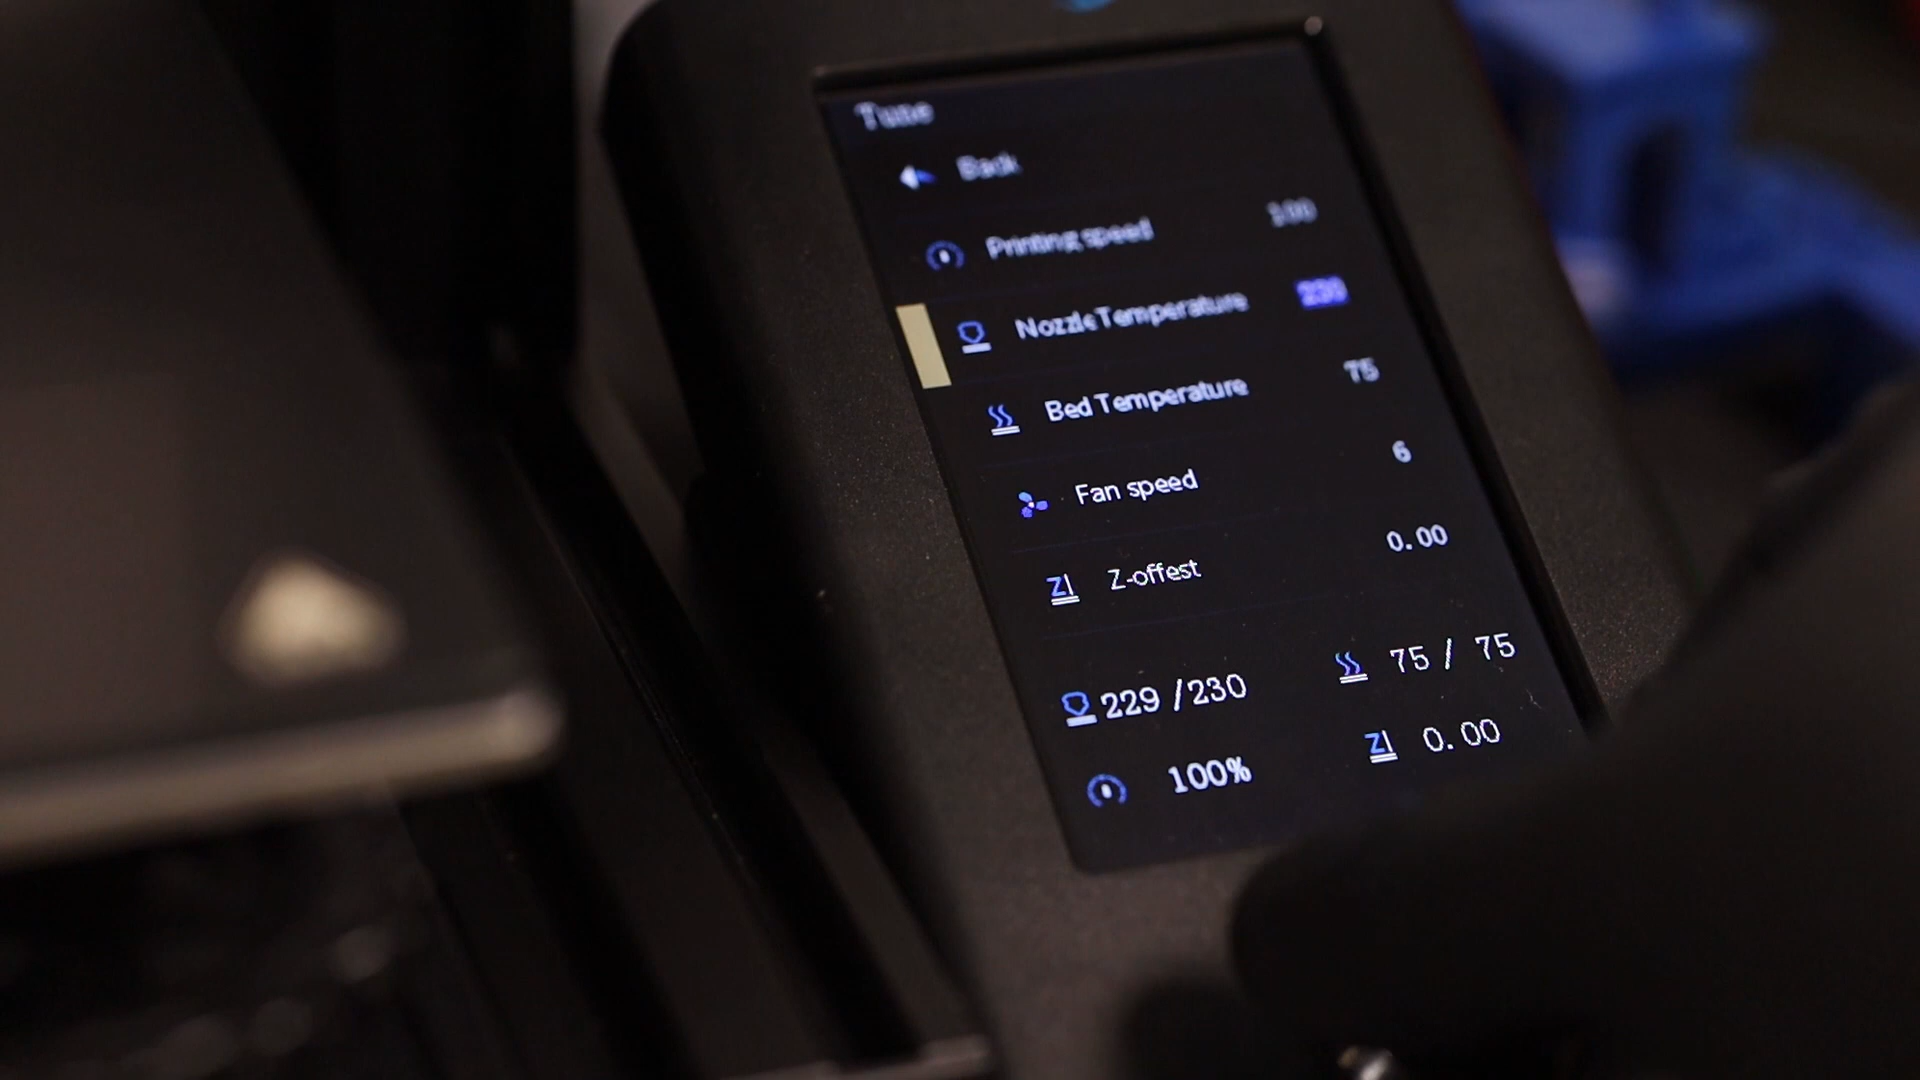 Tune
Back
Printing speed 100
Nozzle Temperature 230
Bed Temperature 75
Fan speed 6
Z-offest 0.00
229 /230 75 / 75
100% Z 0.00